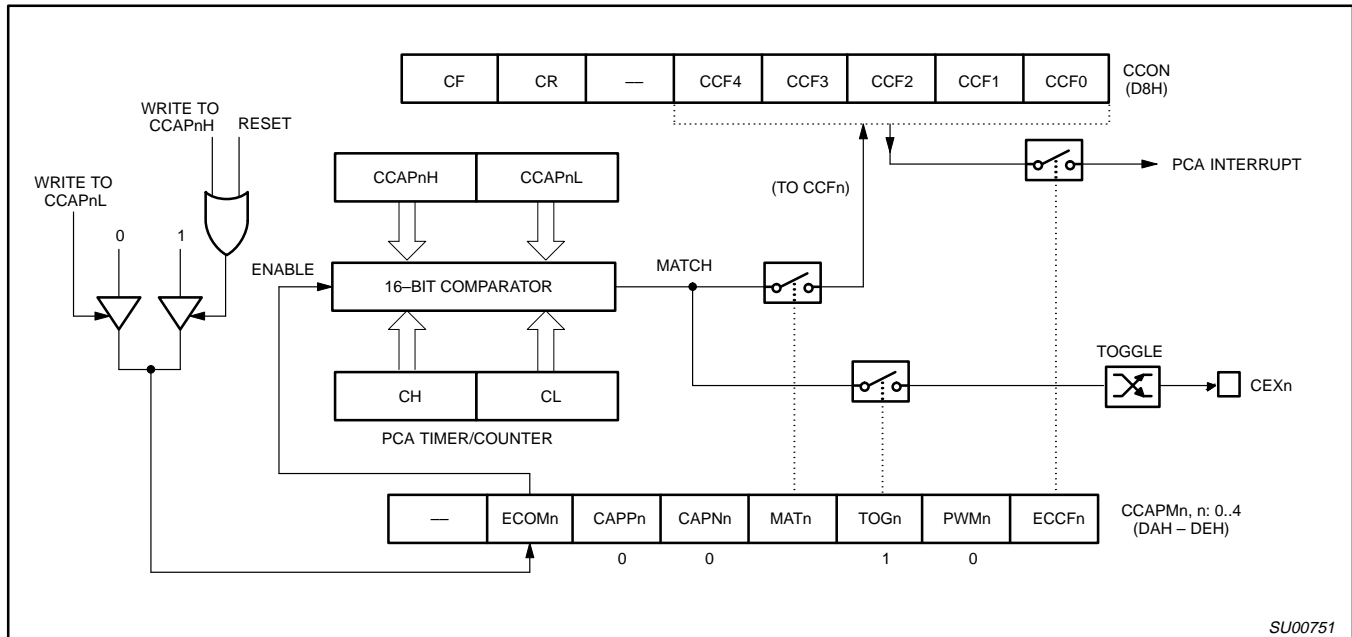 CF CR — CCF4 CCF3 CCF2 CCF1 CCF0
CCON
(D8H)
WRITE TO
CCAPnH
RESET
WRITE TO
CCAPnL
0
1
CCAPnH CCAPnL
(TO CCFn)
PCA INTERRUPT
ENABLE
16–BIT COMPARATOR
MATCH
CH CL
PCA TIMER/COUNTER
TOGGLE
CEXn
— ECOMn CAPPn CAPNn MATn TOGn PWMn ECCFn
CCAPMn, n: 0..4
(DAH – DEH)
0 0 1 0
SU00751